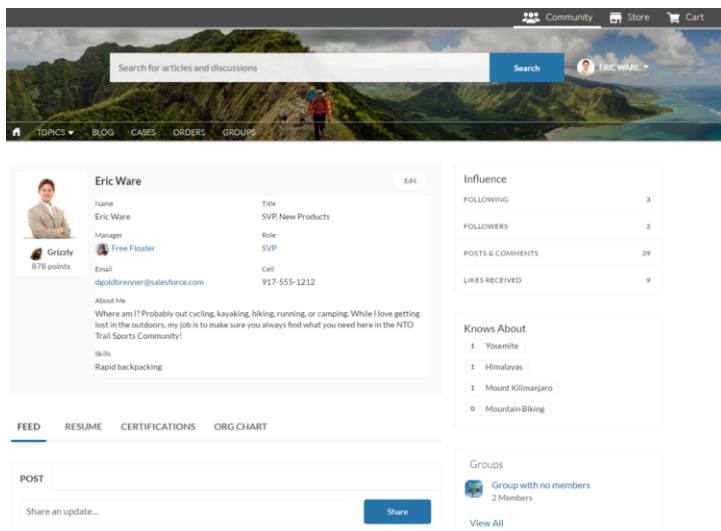 Community Store Cart
Search for articles and discussions Search ERIC WARE
TOPICS BLOG CASES ORDERS GROUPS
Eric Ware Edit
Name Title
Eric Ware SVP, New Products
Manager Role
Free Floater SVP
Email Cell
dgoldbrenner@salesforce.com 917-555-1212
About Me
Where am I? Probably out cycling, kayaking, hiking, running, or camping. While I love getting
lost in the outdoors, my job is to make sure you always find what you need here in the NTO
Trail Sports Community!
Skills
Rapid backpacking
Grizzly
878 points
Influence
FOLLOWING 3
FOLLOWERS 2
POSTS & COMMENTS 39
LIKES RECEIVED 9
Knows About
1 Yosemite
1 Himalayas
1 Mount Kilimanjaro
0 Mountain Biking
FEED RESUME CERTIFICATIONS ORG CHART
POST
Share an update... Share
Groups
Group with no members
2 Members
View All